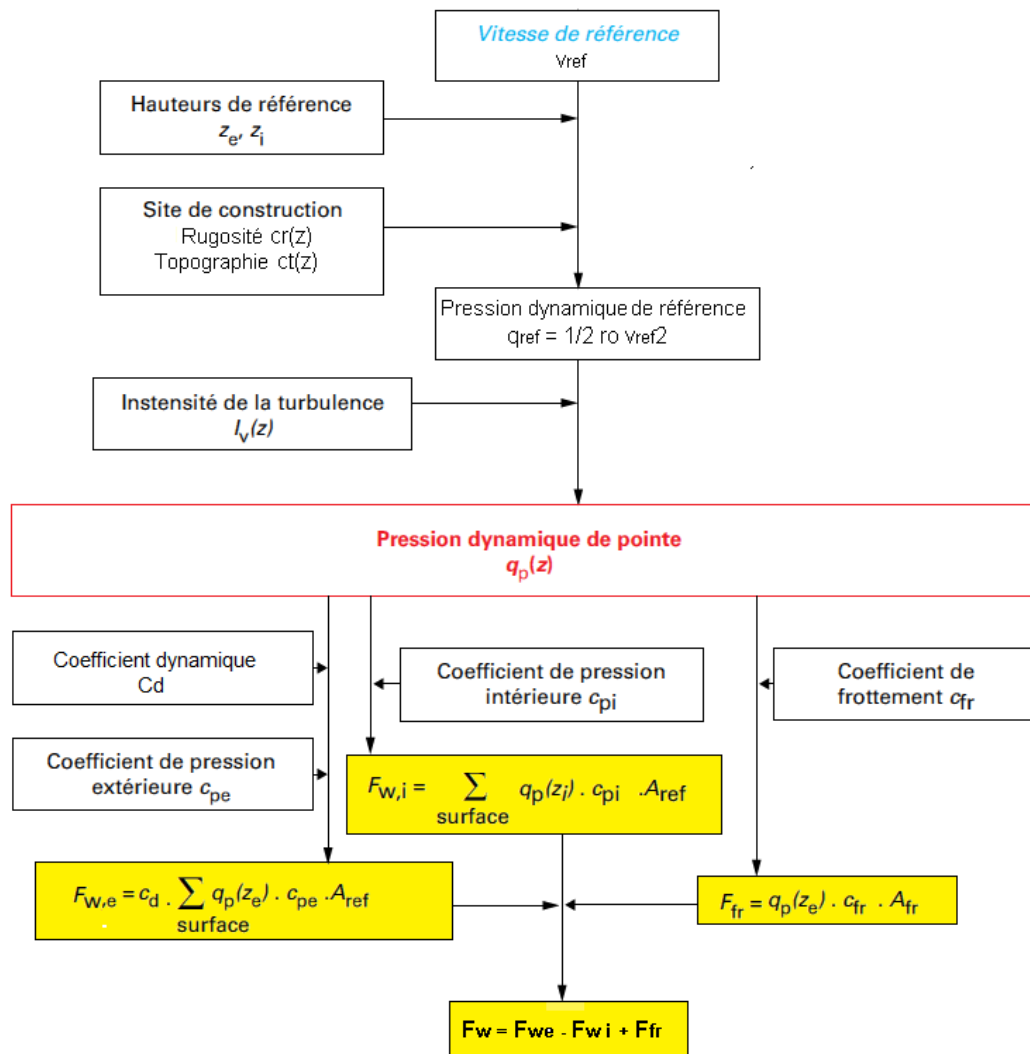 Vitesse de référence
Vref
Hauteurs de référence
ze, zi
Site de construction
Rugosité cr(z)
Topographie ct(z)
Pression dynamique de référence
qref = 1/2 ro vref2
Instensité de la turbulence
Iv(z)
Pression dynamique de pointe
qp(z)
Coefficient dynamique
Cd
Coefficient de pression
intérieure cpi
Coefficient de
frottement cfr
Coefficient de pression
extérieure cpe
Fw,i = ∑ qp(zi) . cpi .Aref
surface
Fw,e = cd . ∑ qp(ze) . cpe .Aref
surface
Ffr = qp(ze) . cfr . Afr
Fw = Fwe - Fw i + Ffr